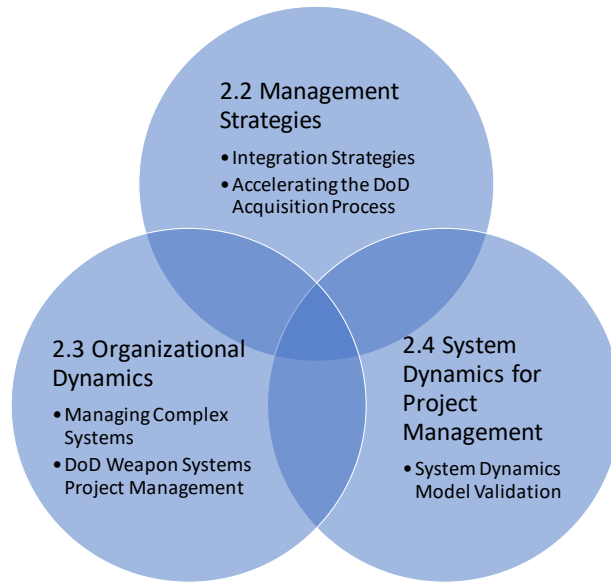 2.2 Management
Strategies
• Integration Strategies
• Accelerating the DoD
Acquisition Process
2.3 Organizational
Dynamics
• Managing Complex
Systems
• DoD Weapon Systems
Project Management
2.4 System
Dynamics for
Project
Management
• System Dynamics
Model Validation